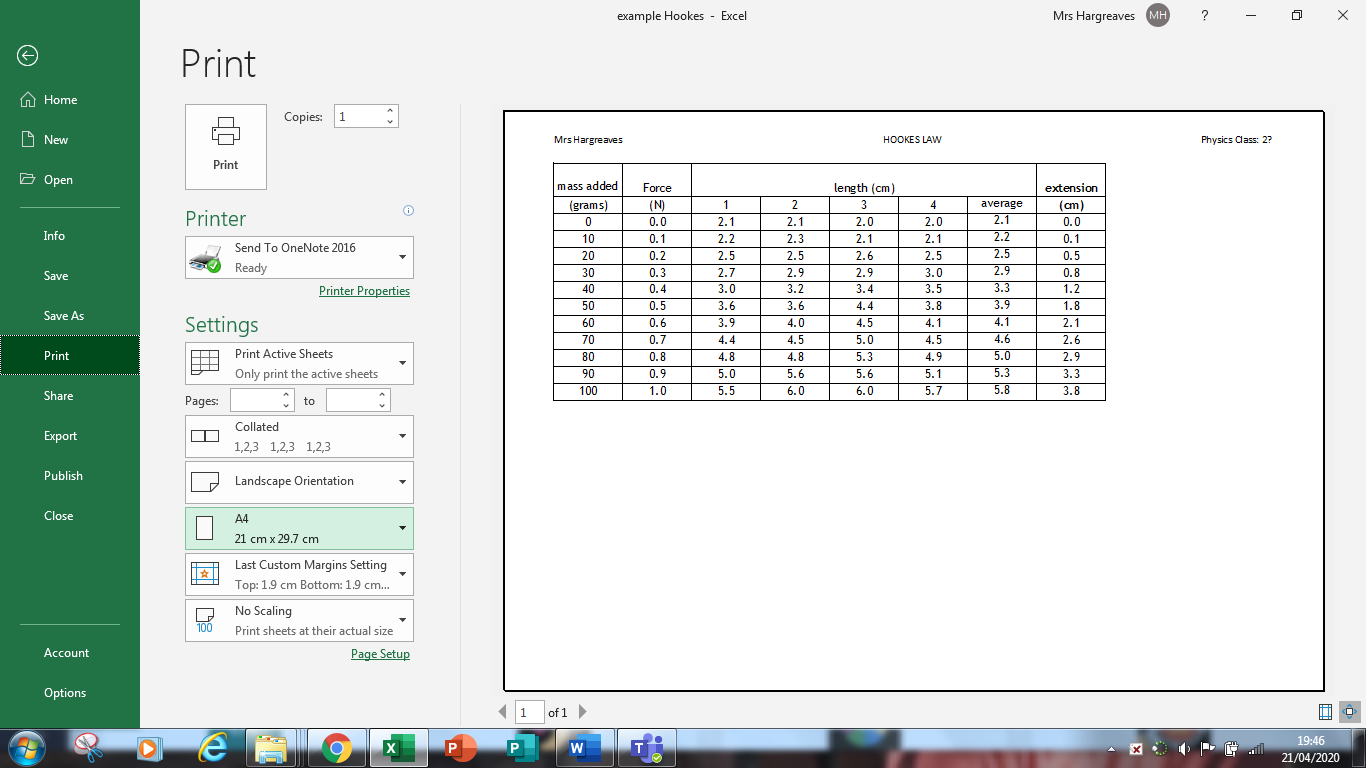 example Hookes - Excel
Mrs Hargreaves MH ?
Print
Home
New
Open
Info
Save
Save As
Print
Share
Export
Publish
Close
Account
Options
Print
Copies: 1
Printer
Send To OneNote 2016
Ready
Printer Properties
Settings
Print Active Sheets
Only print the active sheets
Pages: to
Collated
1,2,3 1,2,3 1,2,3
Landscape Orientation
A4
21 cm x 29.7 cm
Last Custom Margins Setting
Top: 1.9 cm Bottom: 1.9 cm...
No Scaling
100 Print sheets at their actual size
Page Setup
Mrs Hargreaves HOOKES LAW Physics Class: 2?
mass added Force length (cm) extension
(grams) (N) 1 2 3 4 average (cm)
0 0.0 2.1 2.1 2.0 2.0 2.1 0.0
10 0.1 2.2 2.3 2.1 2.1 2.2 0.1
20 0.2 2.5 2.5 2.6 2.5 2.5 0.5
30 0.3 2.7 2.9 2.9 3.0 2.9 0.8
40 0.4 3.0 3.2 3.4 3.5 3.3 1.2
50 0.5 3.6 3.6 4.4 3.8 3.9 1.8
60 0.6 3.9 4.0 4.5 4.1 4.1 2.1
70 0.7 4.4 4.5 5.0 4.5 4.6 2.6
80 0.8 4.8 4.8 5.3 4.9 5.0 2.9
90 0.9 5.0 5.6 5.6 5.1 5.3 3.3
100 1.0 5.5 6.0 6.0 5.7 5.8 3.8
1 of 1
19:46
21/04/2020